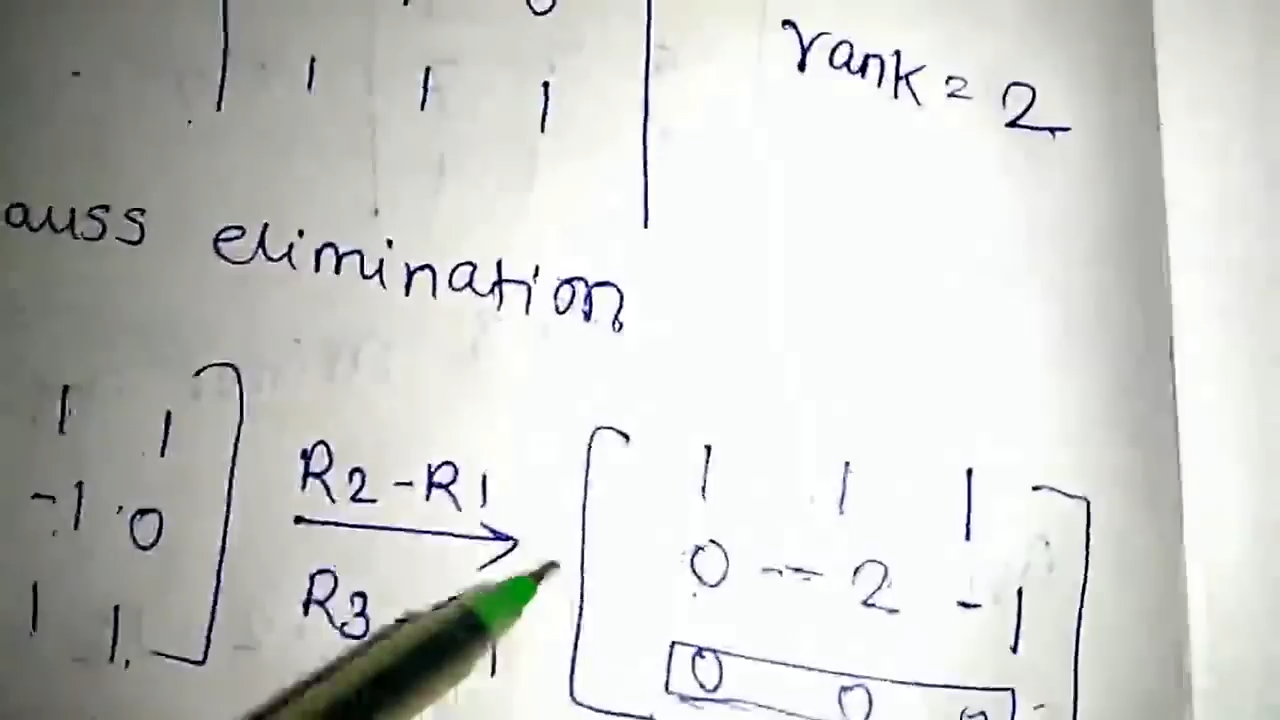 1 1 1
rank = 2
auss elimination
1 1
-1 0
1 1
R2 - R1
R3
1 1 1
0 -2 -1
0 0